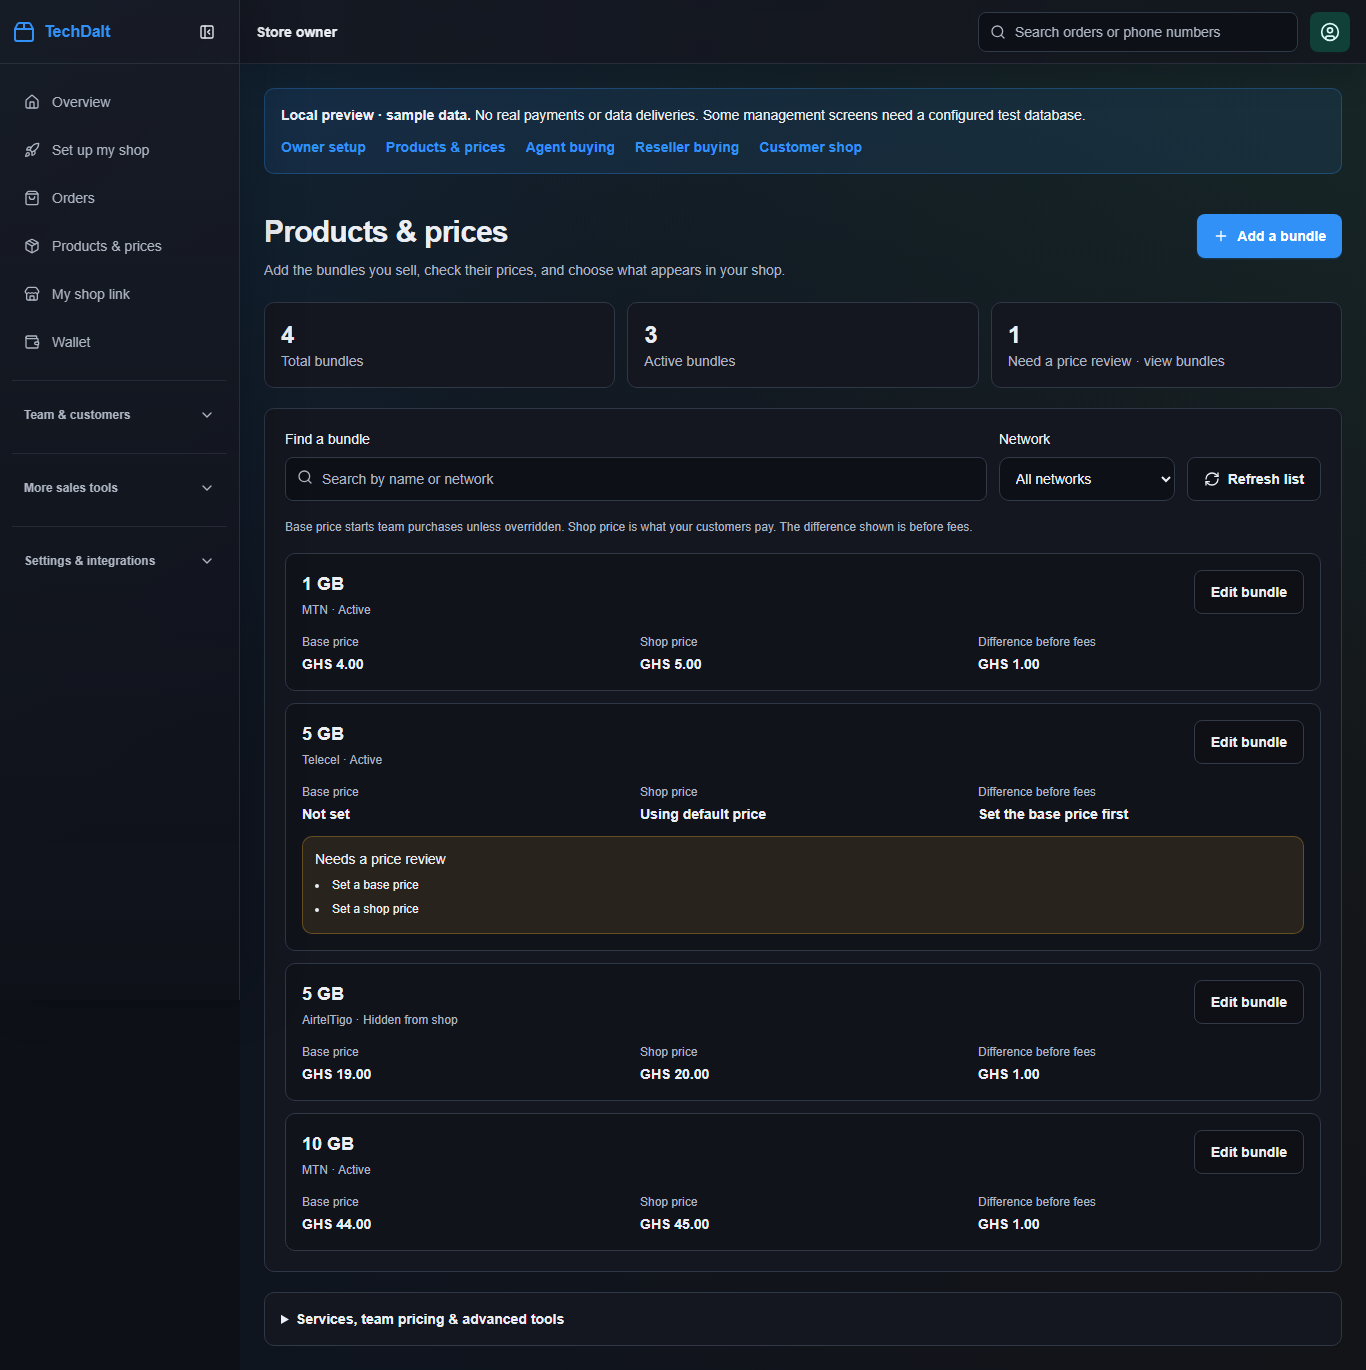 TechDalt
Store owner
Search orders or phone numbers
Overview
Set up my shop
Orders
Products & prices
My shop link
Wallet
Team & customers
More sales tools
Settings & integrations
Local preview · sample data. No real payments or data deliveries. Some management screens need a configured test database.
Owner setup Products & prices Agent buying Reseller buying Customer shop
Products & prices
Add a bundle
Add the bundles you sell, check their prices, and choose what appears in your shop.
4
Total bundles
3
Active bundles
1
Need a price review · view bundles
Find a bundle
Network
Search by name or network
All networks
Refresh list
Base price starts team purchases unless overridden. Shop price is what your customers pay. The difference shown is before fees.
1 GB
MTN · Active
Edit bundle
Base price Shop price Difference before fees
GHS 4.00 GHS 5.00 GHS 1.00
5 GB
Telecel · Active
Edit bundle
Base price Shop price Difference before fees
Not set Using default price Set the base price first
Needs a price review
• Set a base price
• Set a shop price
5 GB
AirtelTigo · Hidden from shop
Edit bundle
Base price Shop price Difference before fees
GHS 19.00 GHS 20.00 GHS 1.00
10 GB
MTN · Active
Edit bundle
Base price Shop price Difference before fees
GHS 44.00 GHS 45.00 GHS 1.00
Services, team pricing & advanced tools